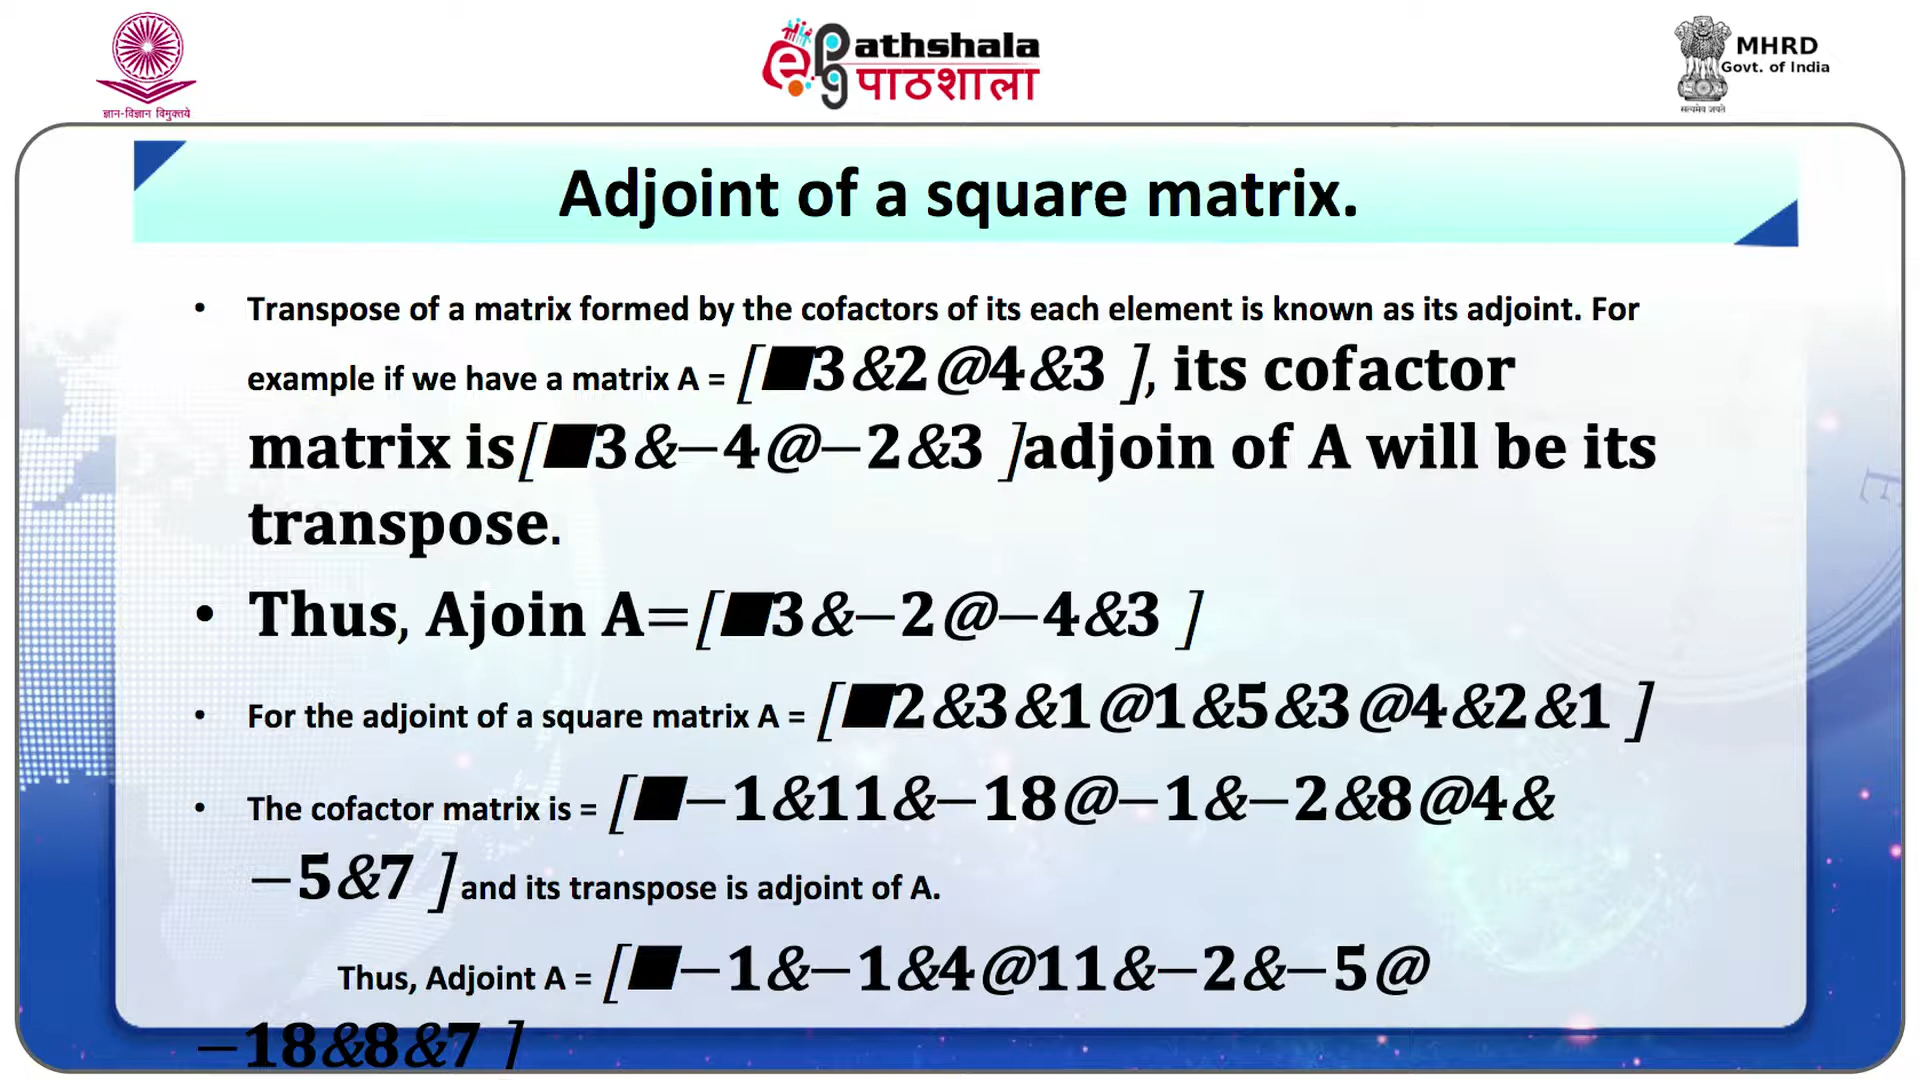 ज्ञान-विज्ञान विमुक्तये
e pg Pathshala
पाठशाला
MHRD
Govt. of India
सत्यमेव जयते
Adjoint of a square matrix.
• Transpose of a matrix formed by the cofactors of its each element is known as its adjoint. For
example if we have a matrix A = [■3&2@4&3 ], its cofactor
matrix is[■3&−4@−2&3 ]adjoin of A will be its
transpose.
• Thus, Ajoin A=[■3&−2@−4&3 ]
• For the adjoint of a square matrix A = [■2&3&1@1&5&3@4&2&1 ]
• The cofactor matrix is = [■−1&11&−18@−1&−2&8@4&
−5&7 ]and its transpose is adjoint of A.
Thus, Adjoint A = [■−1&−1&4@11&−2&−5@
−18&8&7 ]